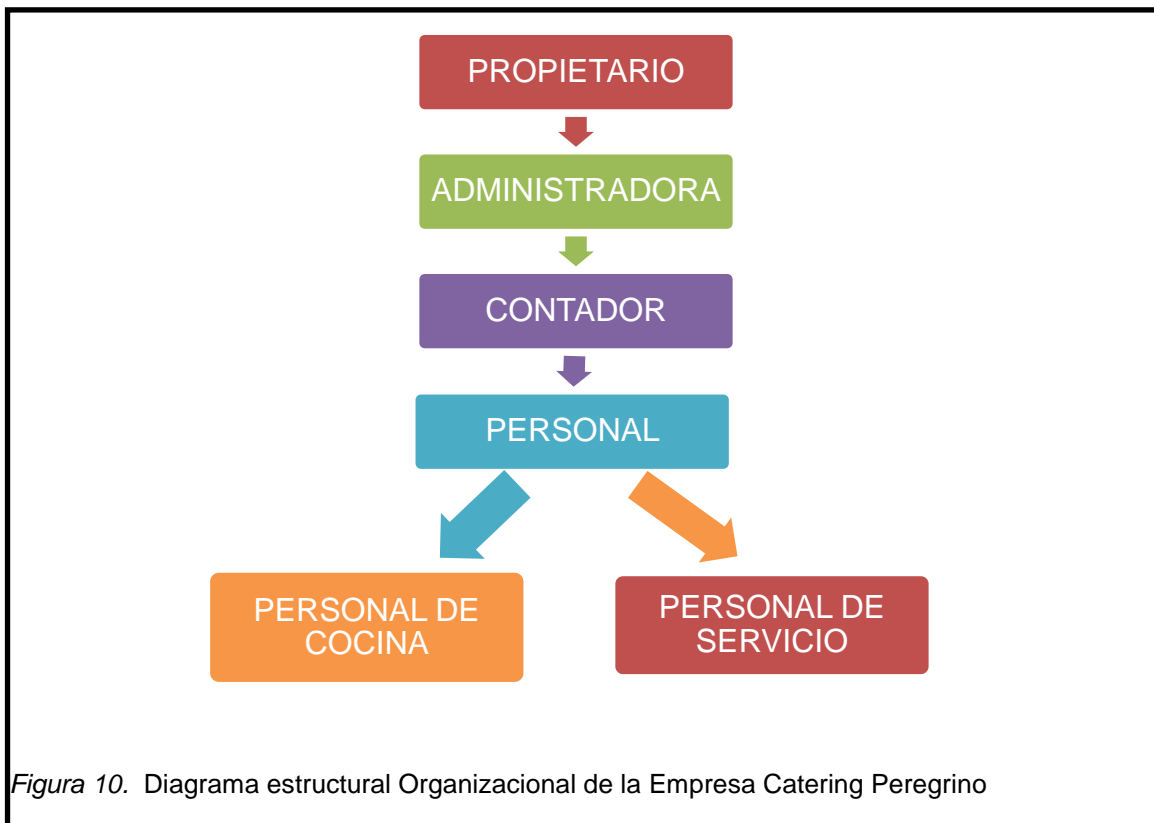 PROPIETARIO
ADMINISTRADORA
CONTADOR
PERSONAL
PERSONAL DE
COCINA
PERSONAL DE
SERVICIO
Figura 10. Diagrama estructural Organizacional de la Empresa Catering Peregrino